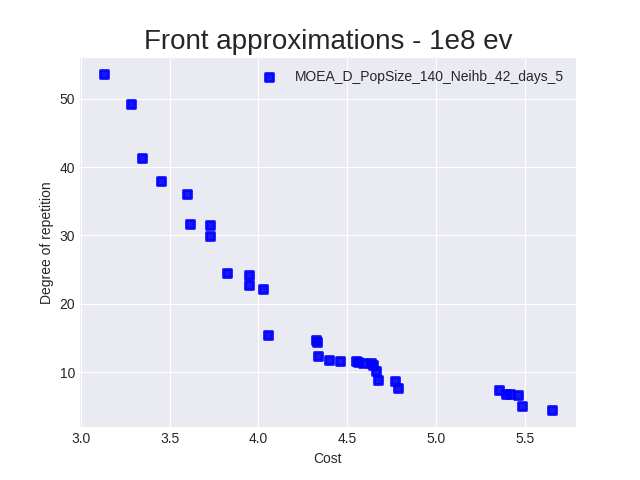 Front approximations - 1e8 ev
MOEA_D_PopSize_140_Neihb_42_days_5
Degree of repetition
50
40
30
20
10
3.0 3.5 4.0 4.5 5.0 5.5
Cost